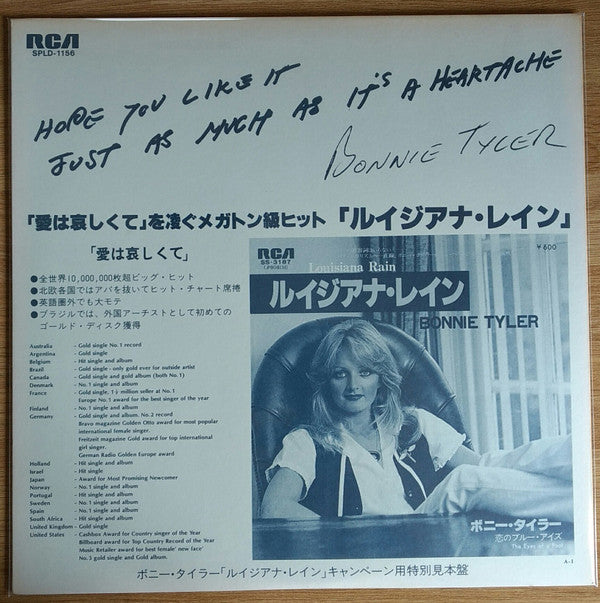 RCA
SPLD-1156
HOPE YOU LIKE IT
JUST AS MUCH AS IT'S A HEARTACHE
BONNIE TYLER
「愛は哀しくて」を凌ぐメガトン級ヒット「ルイジアナ・レイン」
「愛は哀しくて」
●全世界10,000,000枚超ビッグ・ヒット
●北欧各国ではアバを抜いてヒット・チャート席捲
●英語圏外でも大モテ
●ブラジルでは、外国アーチストとして初めての
ゴールド・ディスク獲得
Australia - Gold single No.1 record
Argentina - Gold single
Belgium - Hit single and album
Brazil - Gold single - only gold ever for outside artist
Canada - Gold single and gold album (both No.1)
Denmark - No.1 single and album
France - Gold single, 1-½ million seller at No.1
Europe No.1 award for the best singer of the year
Finland - No.1 single and album
Germany - Gold single and album. No.2 record
Bravo magazine Golden Otto award for most popular
international female singer.
Freitzeit magazine Gold award for top international
girl singer.
German Radio Golden Europe award
Holland - Hit single and album
Israel - Hit single
Japan - Award for Most Promising Newcomer
Norway - No.1 single and album
Portugal - Hit single and album
Sweden - Hit single and album
Spain - No.1 single and album
South Africa - Hit single and album
United Kingdom - Gold single
United States - Cashbox Award for Country singer of the Year
Billboard award for Top Country Record of the Year
Music Retailer award for best female 'new face'
No.3 gold single and Gold album.
RCA
SS-3187
¥600
Louisiana Rain
ルイジアナ・レイン
BONNIE TYLER
ボニー・タイラー
恋のブルー・アイズ
The Eyes of a Fool
A-1
ボニー・タイラー「ルイジアナ・レイン」キャンペーン用特別見本盤